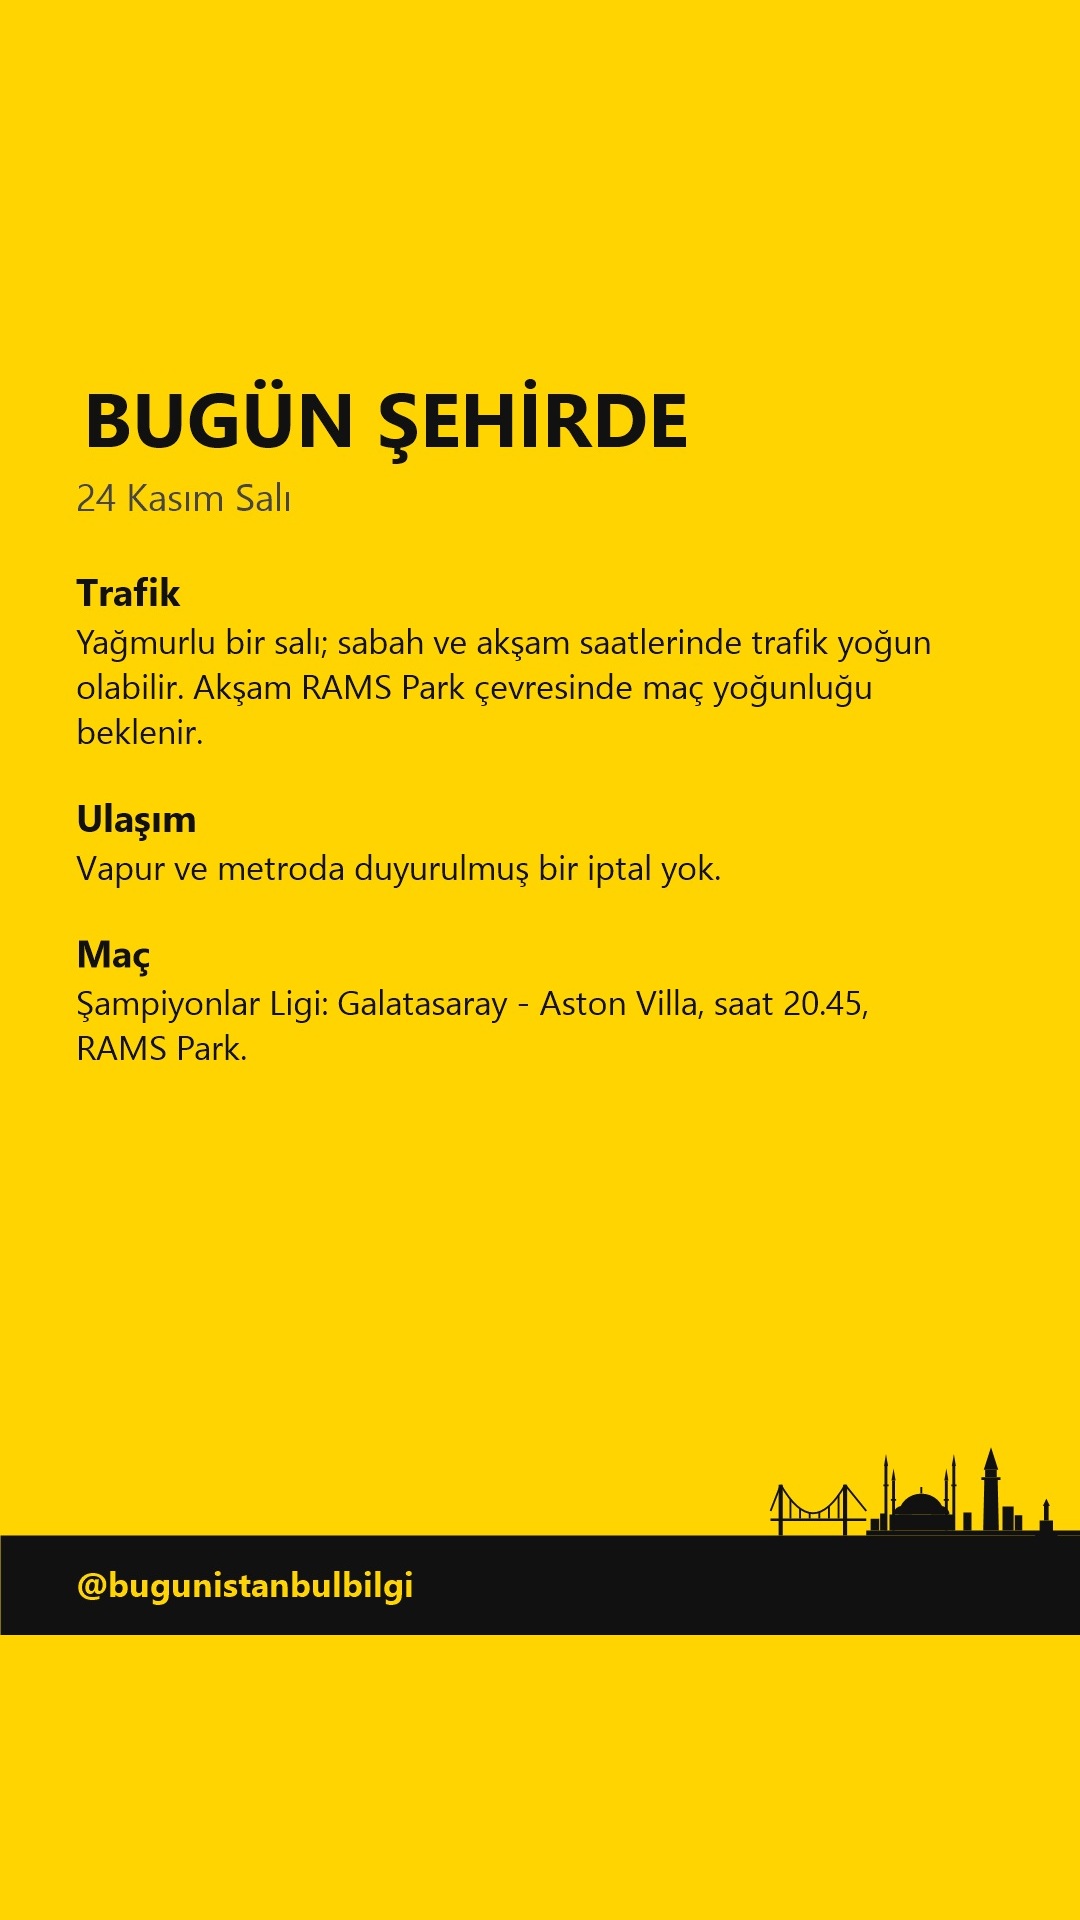 BUGÜN ŞEHİRDE
24 Kasım Salı
Trafik
Yağmurlu bir salı; sabah ve akşam saatlerinde trafik yoğun
olabilir. Akşam RAMS Park çevresinde maç yoğunluğu
beklenir.
Ulaşım
Vapur ve metroda duyurulmuş bir iptal yok.
Maç
Şampiyonlar Ligi: Galatasaray - Aston Villa, saat 20.45,
RAMS Park.
@bugunistanbulbilgi